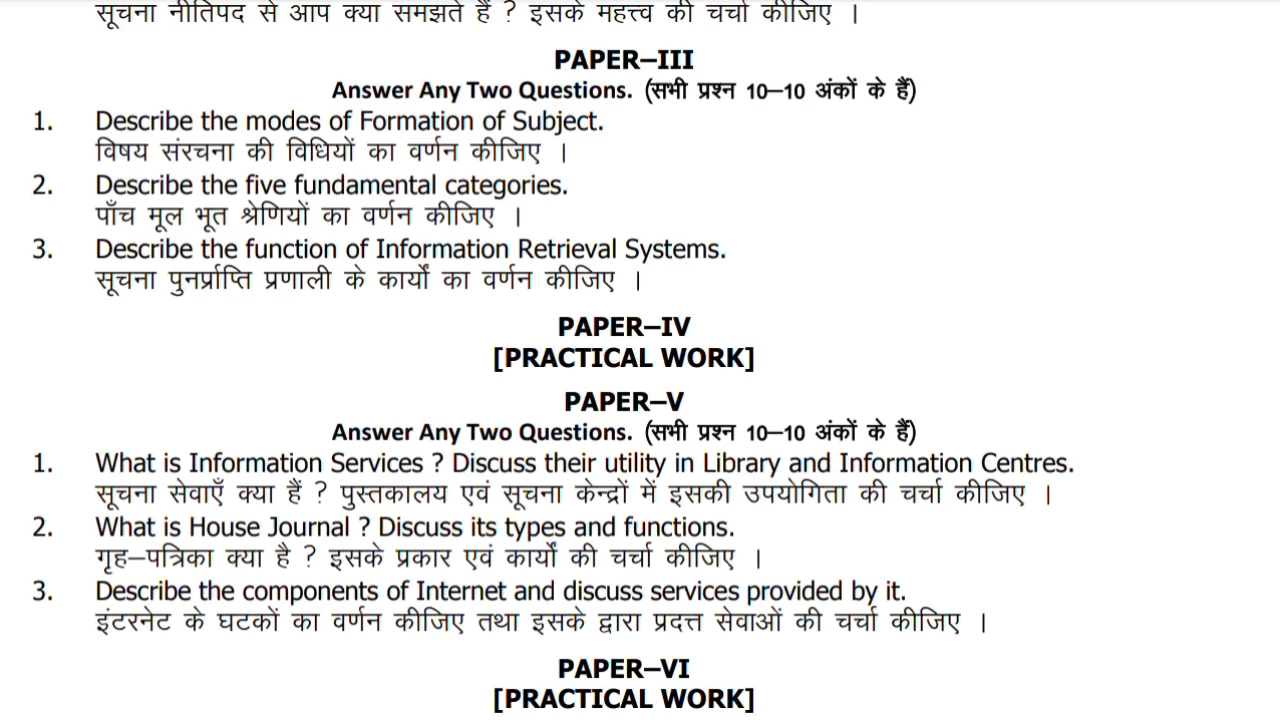 सूचना नीतिपद से आप क्या समझते हैं ? इसके महत्त्व की चर्चा कीजिए ।
PAPER–III
Answer Any Two Questions. (सभी प्रश्न 10–10 अंकों के हैं)
1. Describe the modes of Formation of Subject.
विषय संरचना की विधियों का वर्णन कीजिए ।
2. Describe the five fundamental categories.
पाँच मूल भूत श्रेणियों का वर्णन कीजिए ।
3. Describe the function of Information Retrieval Systems.
सूचना पुनर्प्राप्ति प्रणाली के कार्यों का वर्णन कीजिए ।
PAPER–IV
[PRACTICAL WORK]
PAPER–V
Answer Any Two Questions. (सभी प्रश्न 10–10 अंकों के हैं)
1. What is Information Services ? Discuss their utility in Library and Information Centres.
सूचना सेवाएँ क्या हैं ? पुस्तकालय एवं सूचना केन्द्रों में इसकी उपयोगिता की चर्चा कीजिए ।
2. What is House Journal ? Discuss its types and functions.
गृह–पत्रिका क्या है ? इसके प्रकार एवं कार्यों की चर्चा कीजिए ।
3. Describe the components of Internet and discuss services provided by it.
इंटरनेट के घटकों का वर्णन कीजिए तथा इसके द्वारा प्रदत्त सेवाओं की चर्चा कीजिए ।
PAPER–VI
[PRACTICAL WORK]